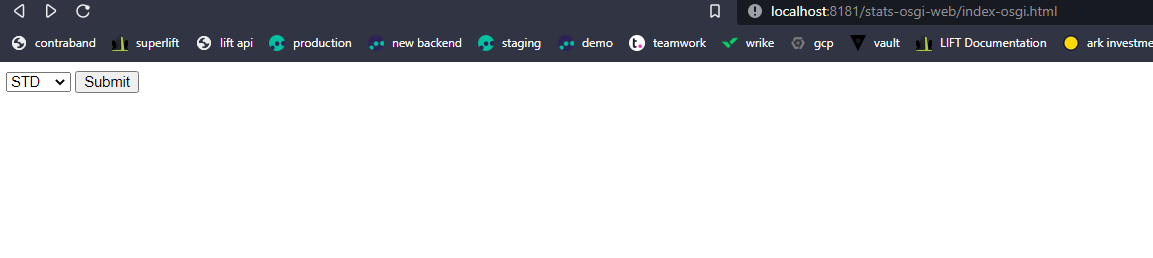 localhost:8181/stats-osgi-web/index-osgi.html
contraband superlift lift api production new backend staging demo teamwork wrike gcp vault LIFT Documentation ark investme
STD Submit